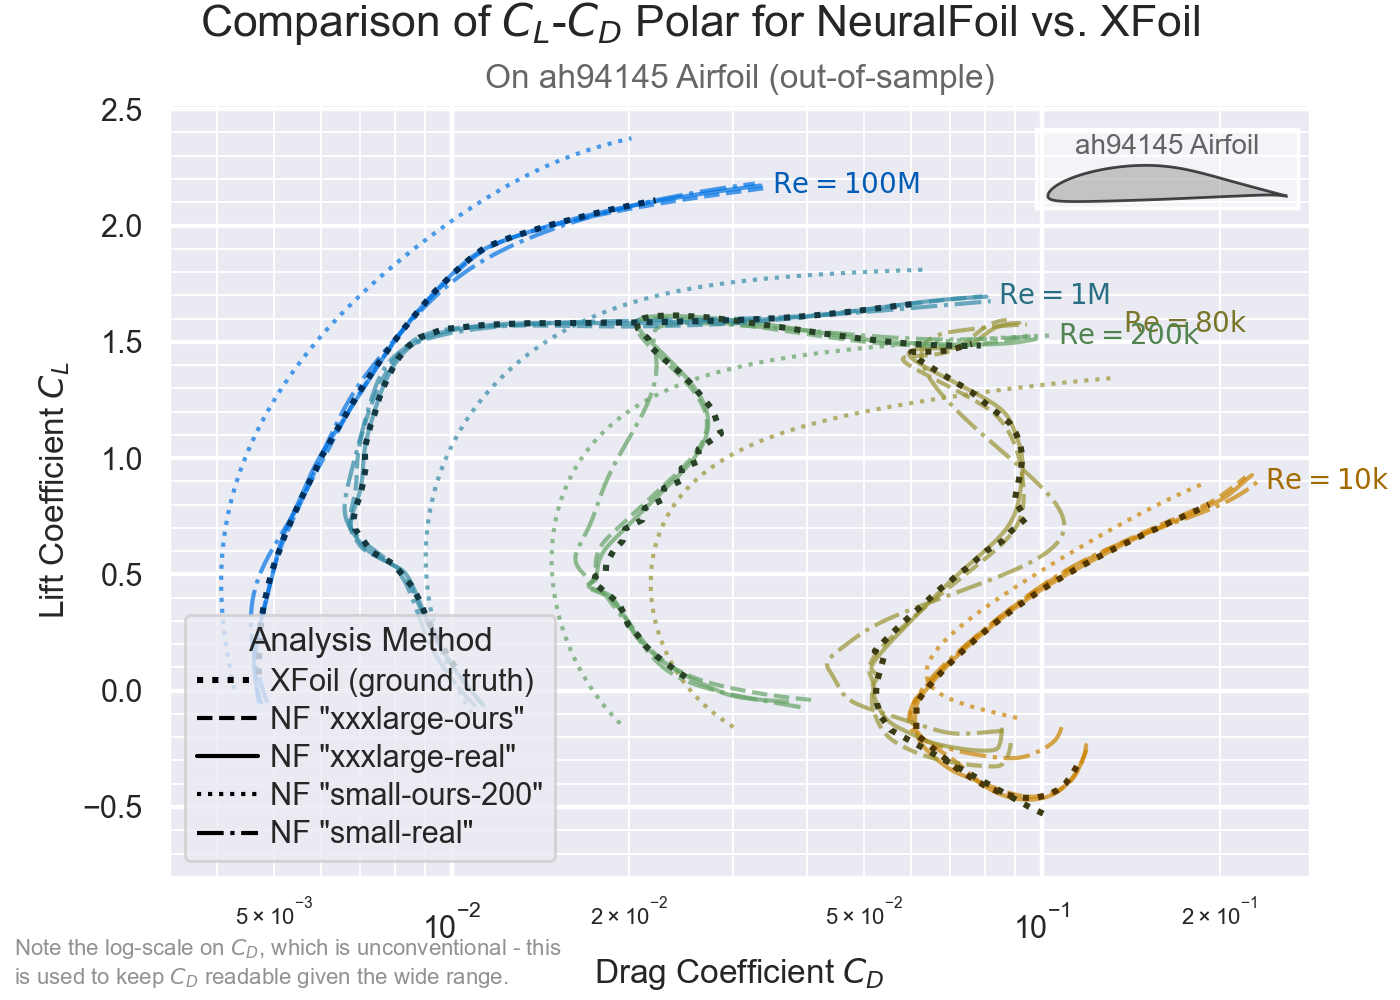 Comparison of C_L-C_D Polar for NeuralFoil vs. XFoil
On ah94145 Airfoil (out-of-sample)
2.5
2.0
1.5
1.0
0.5
0.0
−0.5
Lift Coefficient C_L
ah94145 Airfoil
Re = 100M
Re = 1M
Re = 80k
Re = 200k
Re = 10k
Analysis Method
XFoil (ground truth)
NF "xxxlarge-ours"
NF "xxxlarge-real"
NF "small-ours-200"
NF "small-real"
5 × 10⁻³
10⁻²
2 × 10⁻²
5 × 10⁻²
10⁻¹
2 × 10⁻¹
Drag Coefficient C_D
Note the log-scale on C_D, which is unconventional - this
is used to keep C_D readable given the wide range.